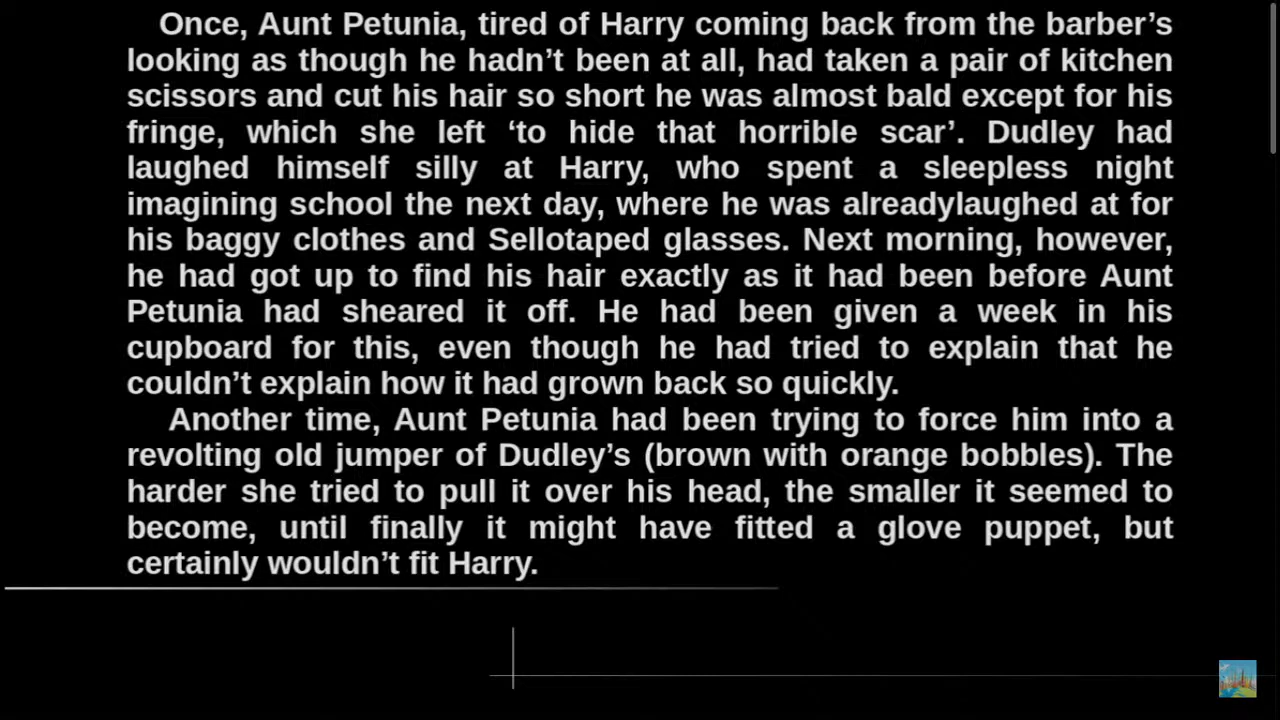 Once, Aunt Petunia, tired of Harry coming back from the barber’s
looking as though he hadn’t been at all, had taken a pair of kitchen
scissors and cut his hair so short he was almost bald except for his
fringe, which she left ‘to hide that horrible scar’. Dudley had
laughed himself silly at Harry, who spent a sleepless night
imagining school the next day, where he was alreadylaughed at for
his baggy clothes and Sellotaped glasses. Next morning, however,
he had got up to find his hair exactly as it had been before Aunt
Petunia had sheared it off. He had been given a week in his
cupboard for this, even though he had tried to explain that he
couldn’t explain how it had grown back so quickly.
Another time, Aunt Petunia had been trying to force him into a
revolting old jumper of Dudley’s (brown with orange bobbles). The
harder she tried to pull it over his head, the smaller it seemed to
become, until finally it might have fitted a glove puppet, but
certainly wouldn’t fit Harry.